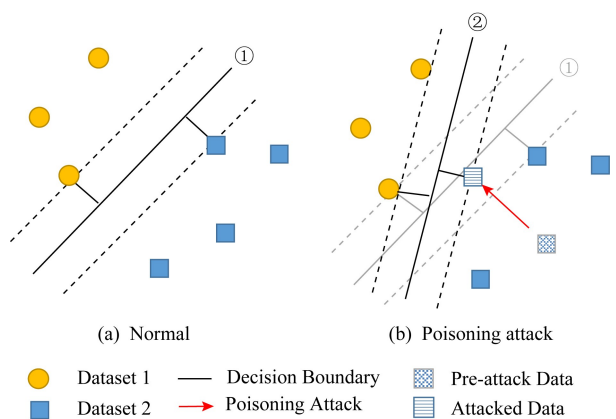 ①
②
①
(a) Normal
(b) Poisoning attack
Dataset 1
Decision Boundary
Pre-attack Data
Dataset 2
Poisoning Attack
Attacked Data